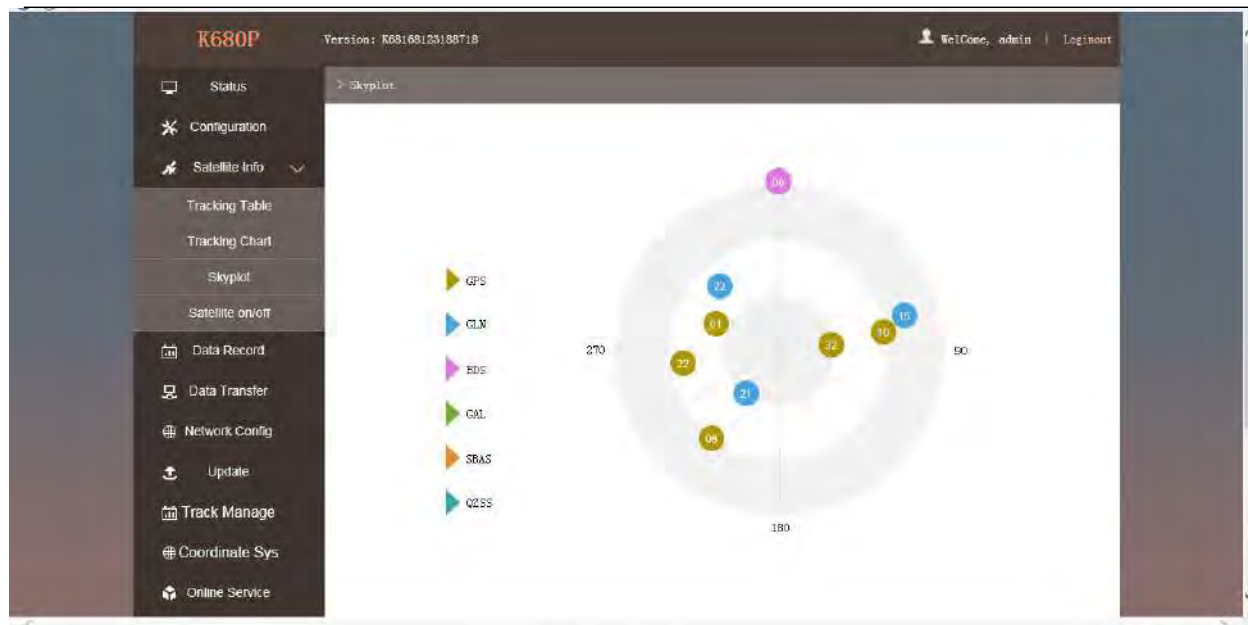 K680P
Version: K68168123188718
WelCome, admin | Loginout
Status
> Skyplot
Configuration
Satellite Info
Tracking Table
Tracking Chart
Skyplot
Satellite on/off
Data Record
Data Transfer
Network Config
Update
Track Manage
Coordinate Sys
Online Service
GPS
GLN
BDS
GAL
SBAS
QZSS
22
01
15
10
32
22
21
08
270
90
180